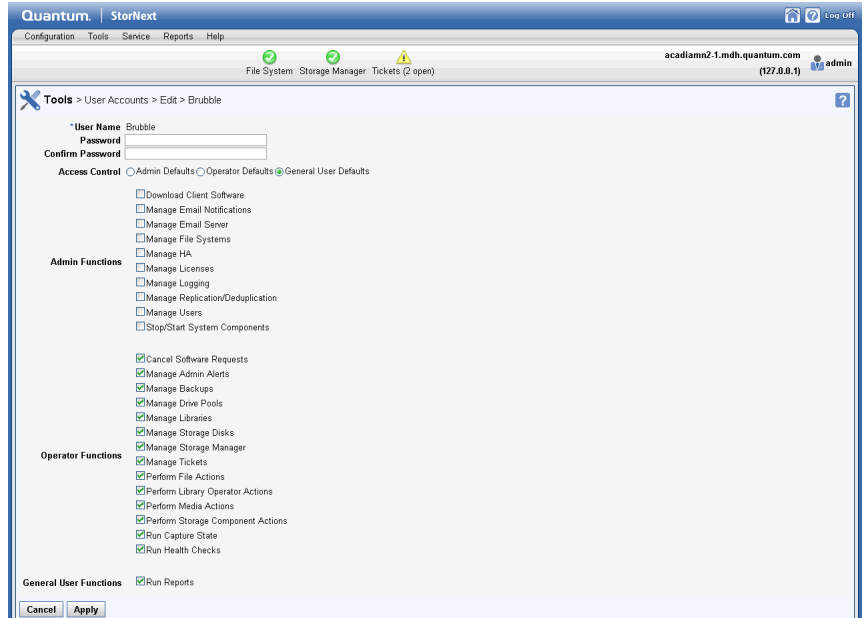 Quantum. | StorNext
Log Off
Configuration Tools Service Reports Help
File System Storage Manager Tickets (2 open)
acadiamn2-1.mdh.quantum.com
(127.0.0.1)
admin
Tools > User Accounts > Edit > Brubble
*User Name Brubble
Password
Confirm Password
Access Control Admin Defaults Operator Defaults General User Defaults
Admin Functions
Download Client Software
Manage Email Notifications
Manage Email Server
Manage File Systems
Manage HA
Manage Licenses
Manage Logging
Manage Replication/Deduplication
Manage Users
Stop/Start System Components
Operator Functions
Cancel Software Requests
Manage Admin Alerts
Manage Backups
Manage Drive Pools
Manage Libraries
Manage Storage Disks
Manage Storage Manager
Manage Tickets
Perform File Actions
Perform Library Operator Actions
Perform Media Actions
Perform Storage Component Actions
Run Capture State
Run Health Checks
General User Functions Run Reports
Cancel Apply